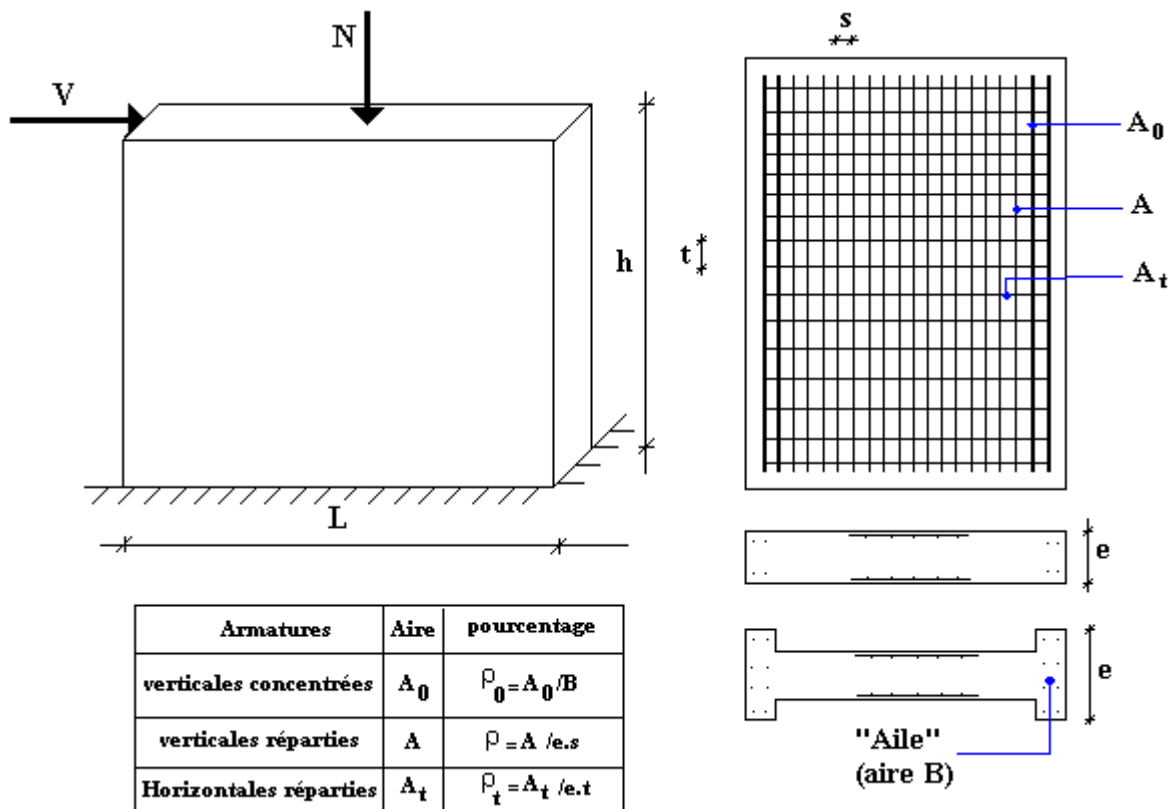 N
V
h
L
s
t
A0
A
At
e
e
"Aile"
(aire B)
Armatures Aire pourcentage
verticales concentrées A0 ρ0=A0/B
verticales réparties A ρ=A /e.s
Horizontales réparties At ρt=At /e.t